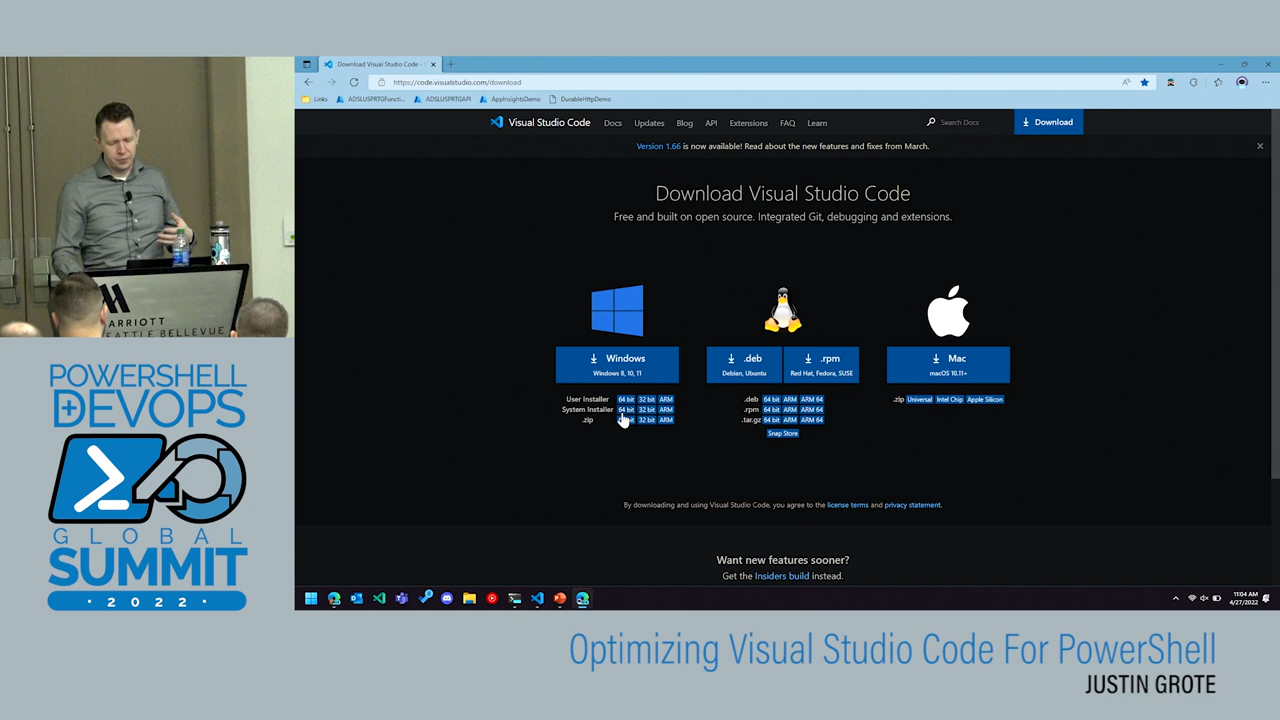 Download Visual Studio Code -
https://code.visualstudio.com/download
Links
ADSLUSPRTGFuncti...
ADSLUSPRTGAPI
AppInsightsDemo
DurableHttpDemo
Visual Studio Code
Docs
Updates
Blog
API
Extensions
FAQ
Learn
Search Docs
Download
Version 1.66 is now available! Read about the new features and fixes from March.
Download Visual Studio Code
Free and built on open source. Integrated Git, debugging and extensions.
Windows
Windows 8, 10, 11
User Installer 64 bit 32 bit ARM
System Installer 64 bit 32 bit ARM
.zip 32 bit ARM
.deb
Debian, Ubuntu
.rpm
Red Hat, Fedora, SUSE
.deb 64 bit ARM ARM 64
.rpm 64 bit ARM ARM 64
.tar.gz 64 bit ARM ARM 64
Snap Store
Mac
macOS 10.11+
.zip Universal Intel Chip Apple Silicon
By downloading and using Visual Studio Code, you agree to the license terms and privacy statement.
Want new features sooner?
Get the Insiders build instead.
11:04 AM
4/27/2022
ARRIOTT
EATTLE BELLEVUE
POWERSHELL
DEVOPS
GLOBAL
SUMMIT
· 2022 ·
Optimizing Visual Studio Code For PowerShell
JUSTIN GROTE